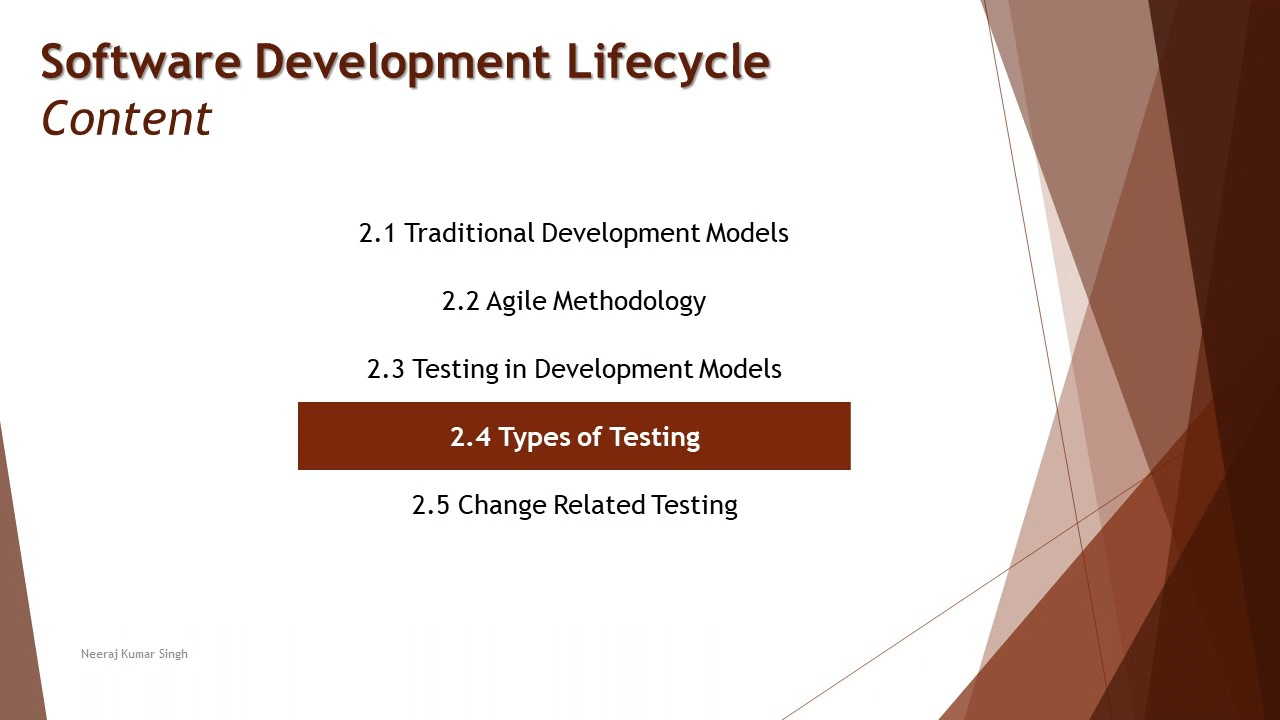 Software Development Lifecycle
Content
2.1 Traditional Development Models
2.2 Agile Methodology
2.3 Testing in Development Models
2.4 Types of Testing
2.5 Change Related Testing
Neeraj Kumar Singh